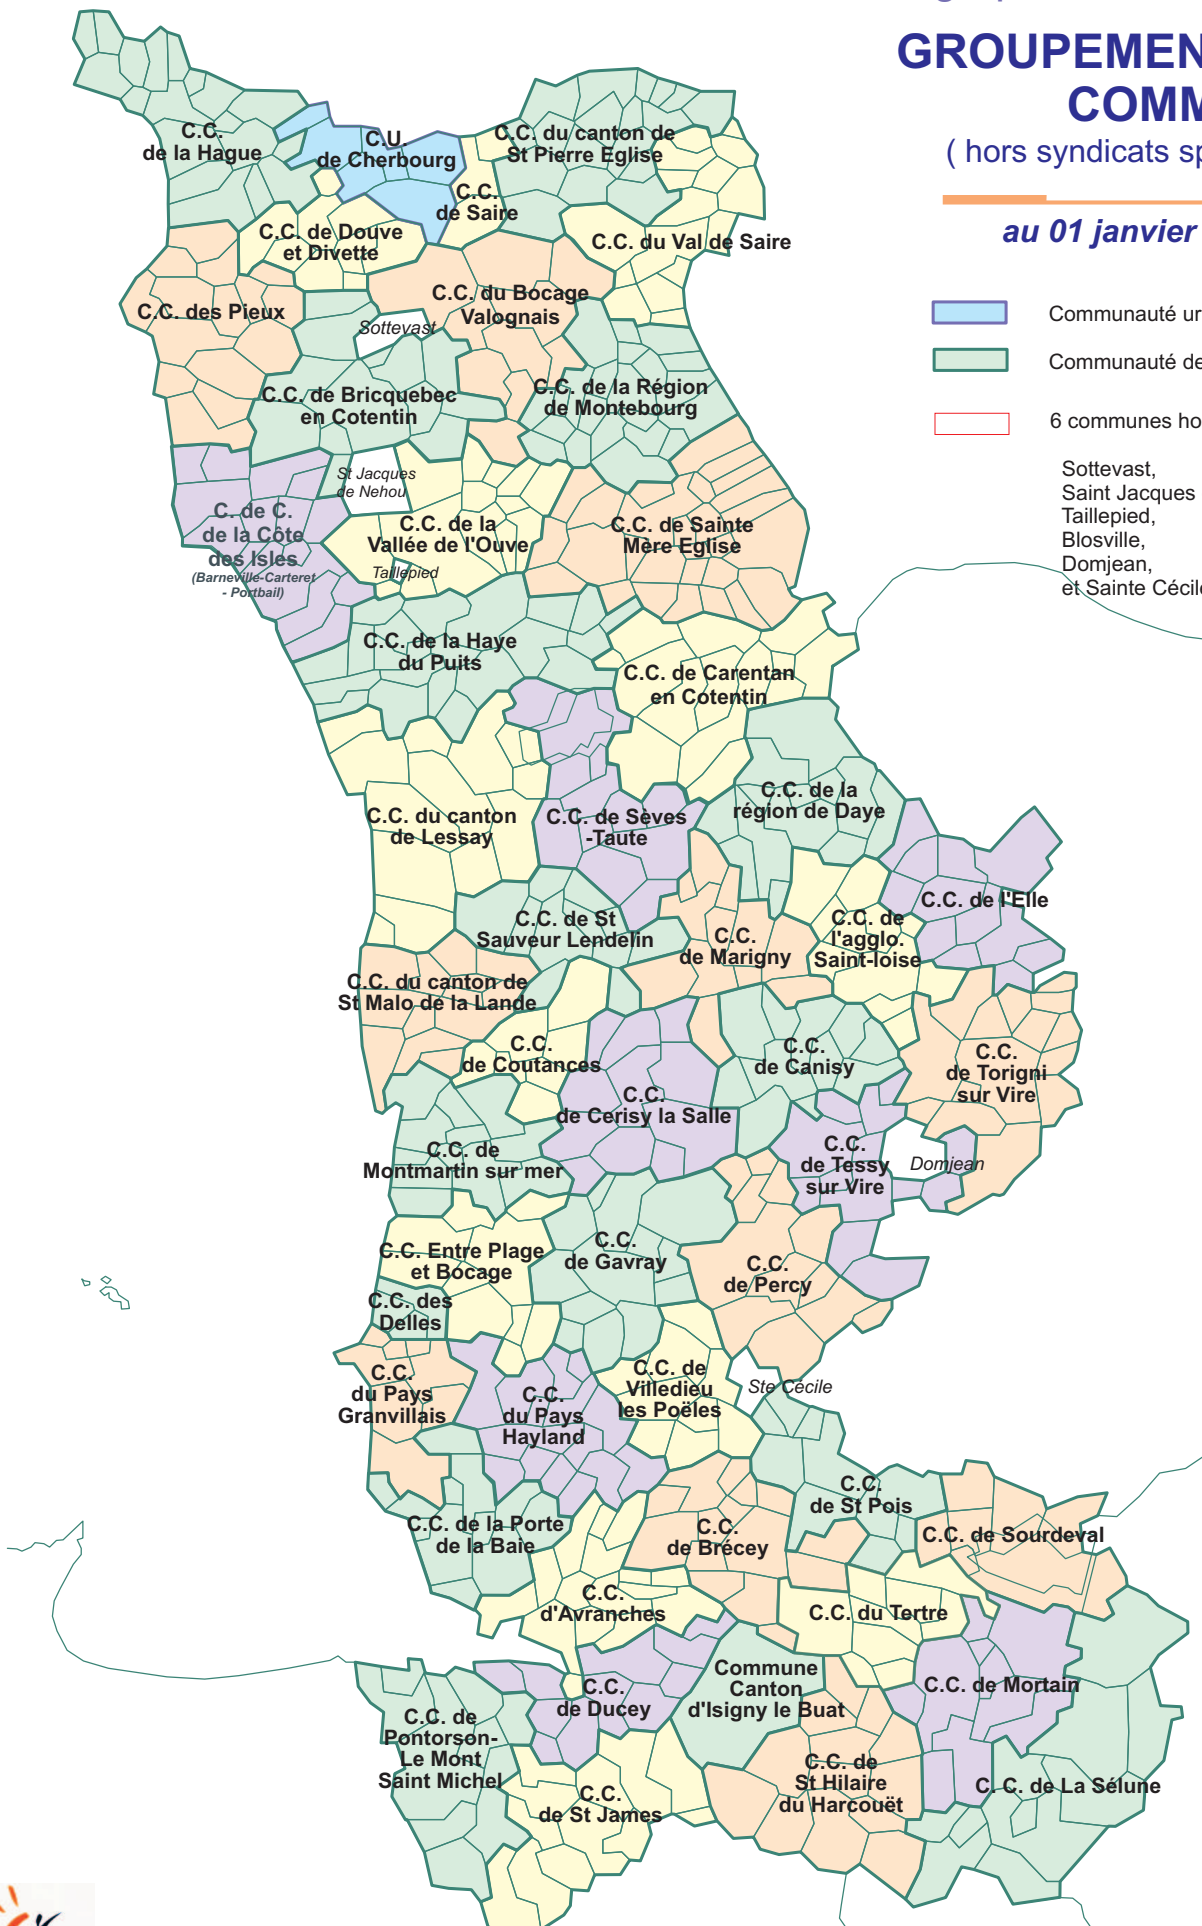 GROUPEMEN
COMM
( hors syndicats sp
au 01 janvier
Communauté ur
Communauté de
6 communes ho
Sottevast,
Saint Jacques
Taillepied,
Blosville,
Domjean,
et Sainte Cécile
C.C.
de la Hague
C.U.
de Cherbourg
C.C. du canton de
St Pierre Eglise
C.C.
de Saire
C.C. de Douve
et Divette
C.C. du Val de Saire
C.C. des Pieux
C.C. du Bocage
Valognais
Sottevast
C.C. de Bricquebec
en Cotentin
C.C. de la Région
de Montebourg
St Jacques
de Nehou
C. de C.
de la Côte
des Isles
(Barneville-Carteret
- Portbail)
C.C. de la
Vallée de l'Ouve
Taillepied
C.C. de Sainte
Mère Eglise
C.C. de la Haye
du Puits
C.C. de Carentan
en Cotentin
C.C. du canton
de Lessay
C.C. de Sèves
-Taute
C.C. de la
région de Daye
C.C. de l'Elle
C.C. de St
Sauveur Lendelin
C.C.
de Marigny
C.C. de
l'agglo.
Saint-loise
C.C. du canton de
St Malo de la Lande
C.C.
de Coutances
C.C.
de Canisy
C.C.
de Torigni
sur Vire
C.C.
de Cerisy la Salle
C.C. de
Montmartin sur mer
C.C.
de Tessy
sur Vire
Domjean
C.C. Entre Plage
et Bocage
C.C.
de Gavray
C.C.
de Percy
C.C. des
Delles
C.C.
du Pays
Granvillais
C.C.
du Pays
Hayland
C.C. de
Villedieu
les Poëles
Ste Cécile
C.C.
de St Pois
C.C. de la Porte
de la Baie
C.C.
de Brécey
C.C. de Sourdeval
C.C.
d'Avranches
C.C. du Tertre
C.C.
de Ducey
Commune
Canton
d'Isigny le Buat
C.C. de Mortain
C.C. de
Pontorson-
Le Mont
Saint Michel
C.C.
de St James
C.C. de
St Hilaire
du Harcouët
C. C. de La Sélune